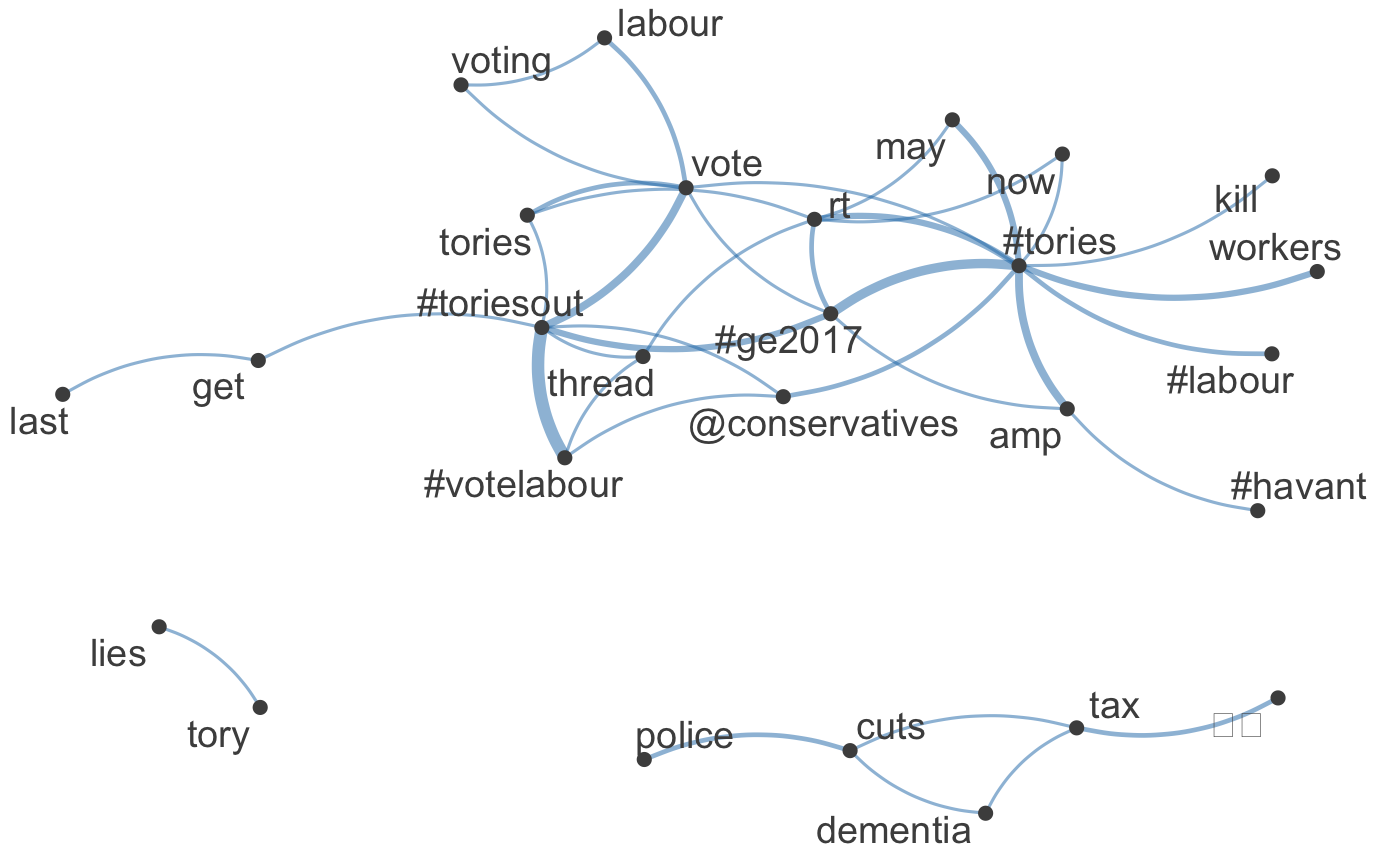 labour
voting
may
vote
now
kill
rt
tories
#tories
workers
#toriesout
#ge2017
get
thread
#labour
last
@conservatives
amp
#votelabour
#havant
lies
tory
police
cuts
tax
dementia